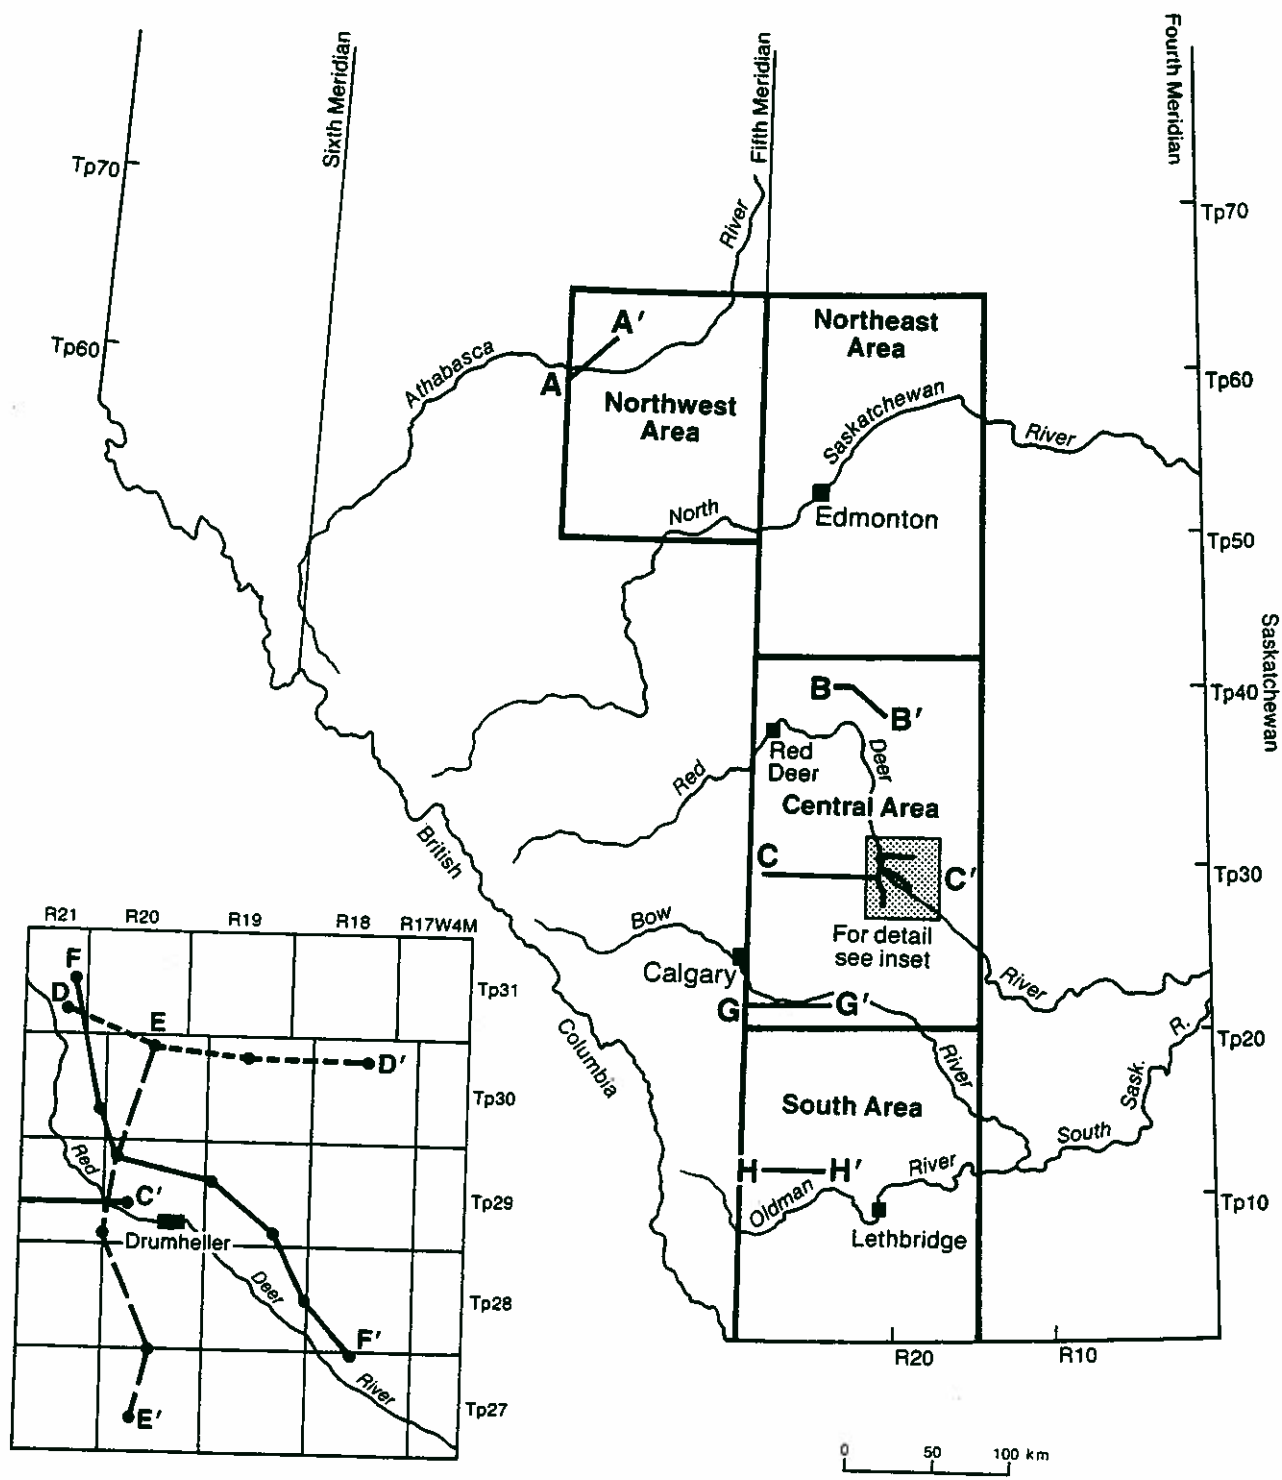 Sixth Meridian
Fifth Meridian
Fourth Meridian
Tp70
Tp70
River
A'
Northeast
Area
Tp60
Athabasca
A
Tp60
Northwest
Area
Saskatchewan
River
North
Edmonton
Tp50
Saskatchewan
B
B'
Tp40
Red
Deer
Deer
Red
Central Area
British
C
C'
Tp30
For detail
see inset
Bow
Calgary
River
G
G'
Tp20
R.
Columbia
River
Sask.
South Area
South
H
H'
River
Oldman
Tp10
Lethbridge
R20
R10
0
50
100 km
R21
R20
R19
R18
R17W4M
F
D
Tp31
E
D'
Tp30
Red
C'
Tp29
Drumheller
Deer
Tp28
F'
River
Tp27
E'